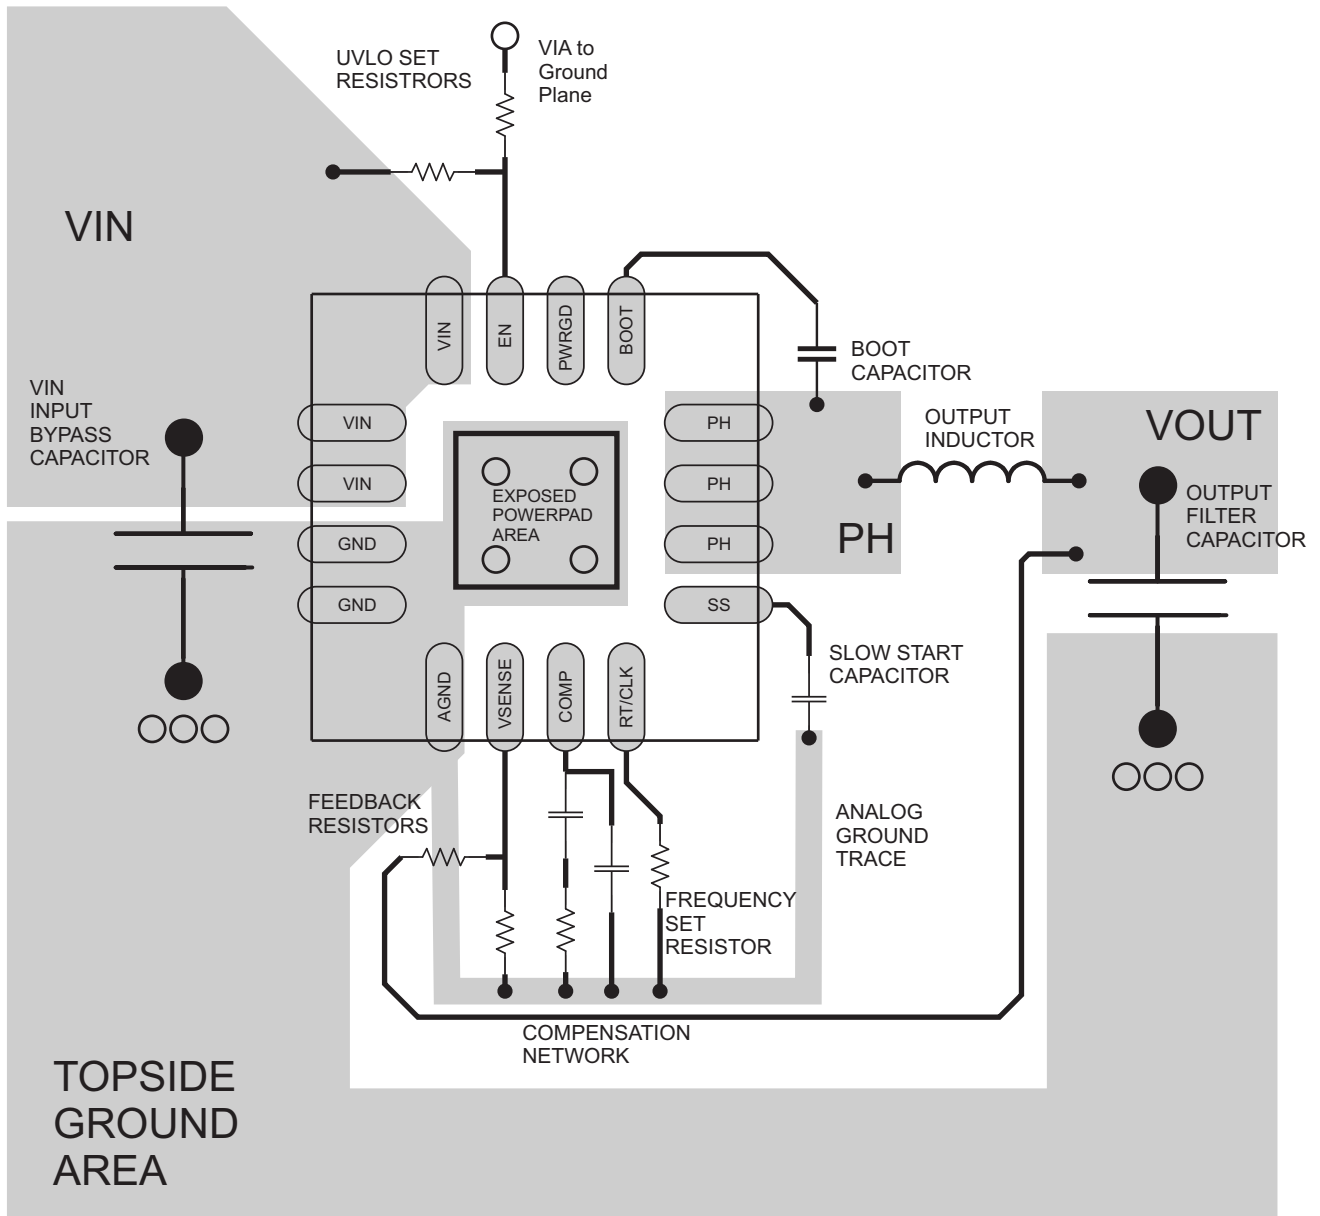 UVLO SET
RESISTRORS
VIA to
Ground
Plane
VIN
VIN
EN
PWRGD
BOOT
BOOT
CAPACITOR
VIN
INPUT
BYPASS
CAPACITOR
VIN
VIN
GND
GND
EXPOSED
POWERPAD
AREA
PH
PH
PH
SS
PH
OUTPUT
INDUCTOR
VOUT
OUTPUT
FILTER
CAPACITOR
AGND
VSENSE
COMP
RT/CLK
SLOW START
CAPACITOR
FEEDBACK
RESISTORS
ANALOG
GROUND
TRACE
FREQUENCY
SET
RESISTOR
COMPENSATION
NETWORK
TOPSIDE
GROUND
AREA